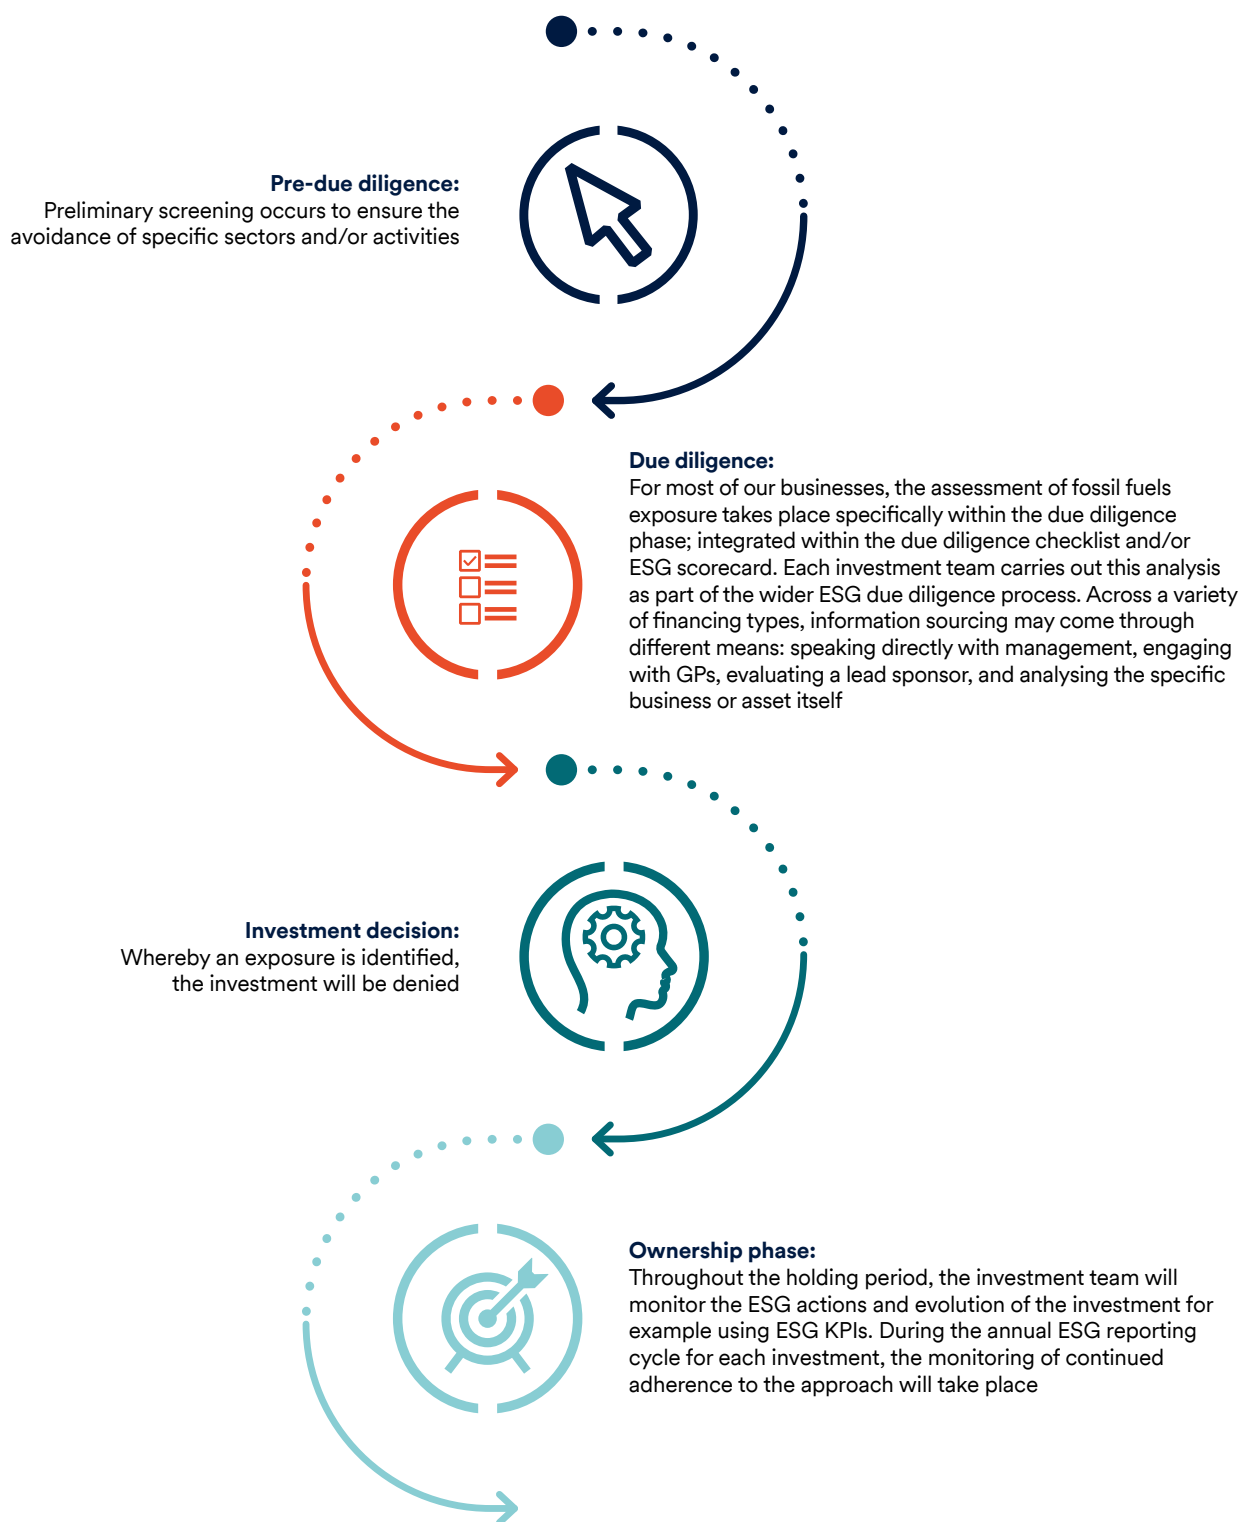 Pre-due diligence:
Preliminary screening occurs to ensure the
avoidance of specific sectors and/or activities
Due diligence:
For most of our businesses, the assessment of fossil fuels
exposure takes place specifically within the due diligence
phase; integrated within the due diligence checklist and/or
ESG scorecard. Each investment team carries out this analysis
as part of the wider ESG due diligence process. Across a variety
of financing types, information sourcing may come through
different means: speaking directly with management, engaging
with GPs, evaluating a lead sponsor, and analysing the specific
business or asset itself
Investment decision:
Whereby an exposure is identified,
the investment will be denied
Ownership phase:
Throughout the holding period, the investment team will
monitor the ESG actions and evolution of the investment for
example using ESG KPIs. During the annual ESG reporting
cycle for each investment, the monitoring of continued
adherence to the approach will take place